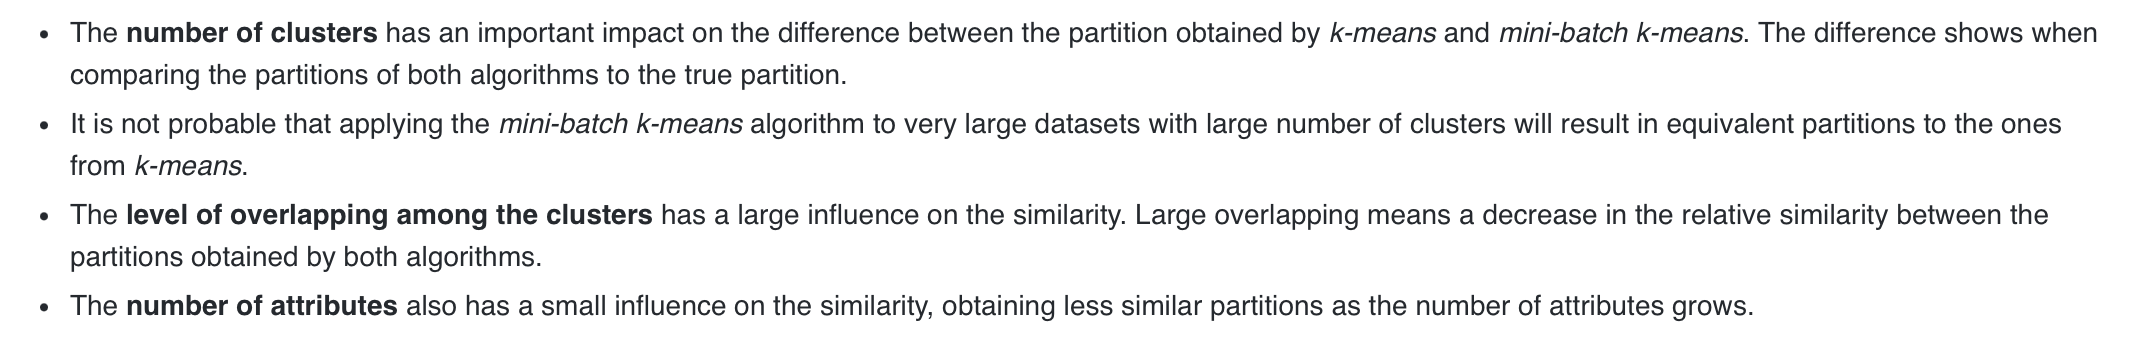 • The number of clusters has an important impact on the difference between the partition obtained by k-means and mini-batch k-means. The difference shows when
comparing the partitions of both algorithms to the true partition.
• It is not probable that applying the mini-batch k-means algorithm to very large datasets with large number of clusters will result in equivalent partitions to the ones
from k-means.
• The level of overlapping among the clusters has a large influence on the similarity. Large overlapping means a decrease in the relative similarity between the
partitions obtained by both algorithms.
• The number of attributes also has a small influence on the similarity, obtaining less similar partitions as the number of attributes grows.